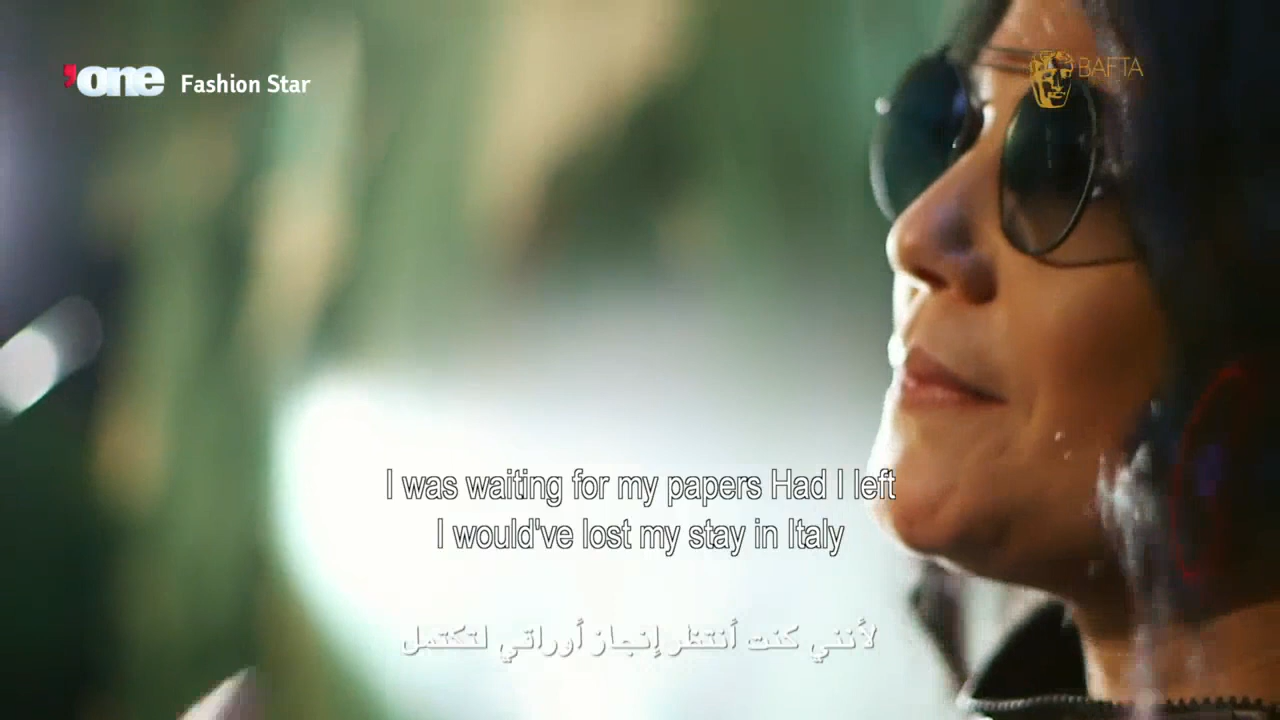 'one Fashion Star
BAFTA
I was waiting for my papers Had I left
I would've lost my stay in Italy
لأنني كنت أنتظر إنجاز أوراتي لتكتمل